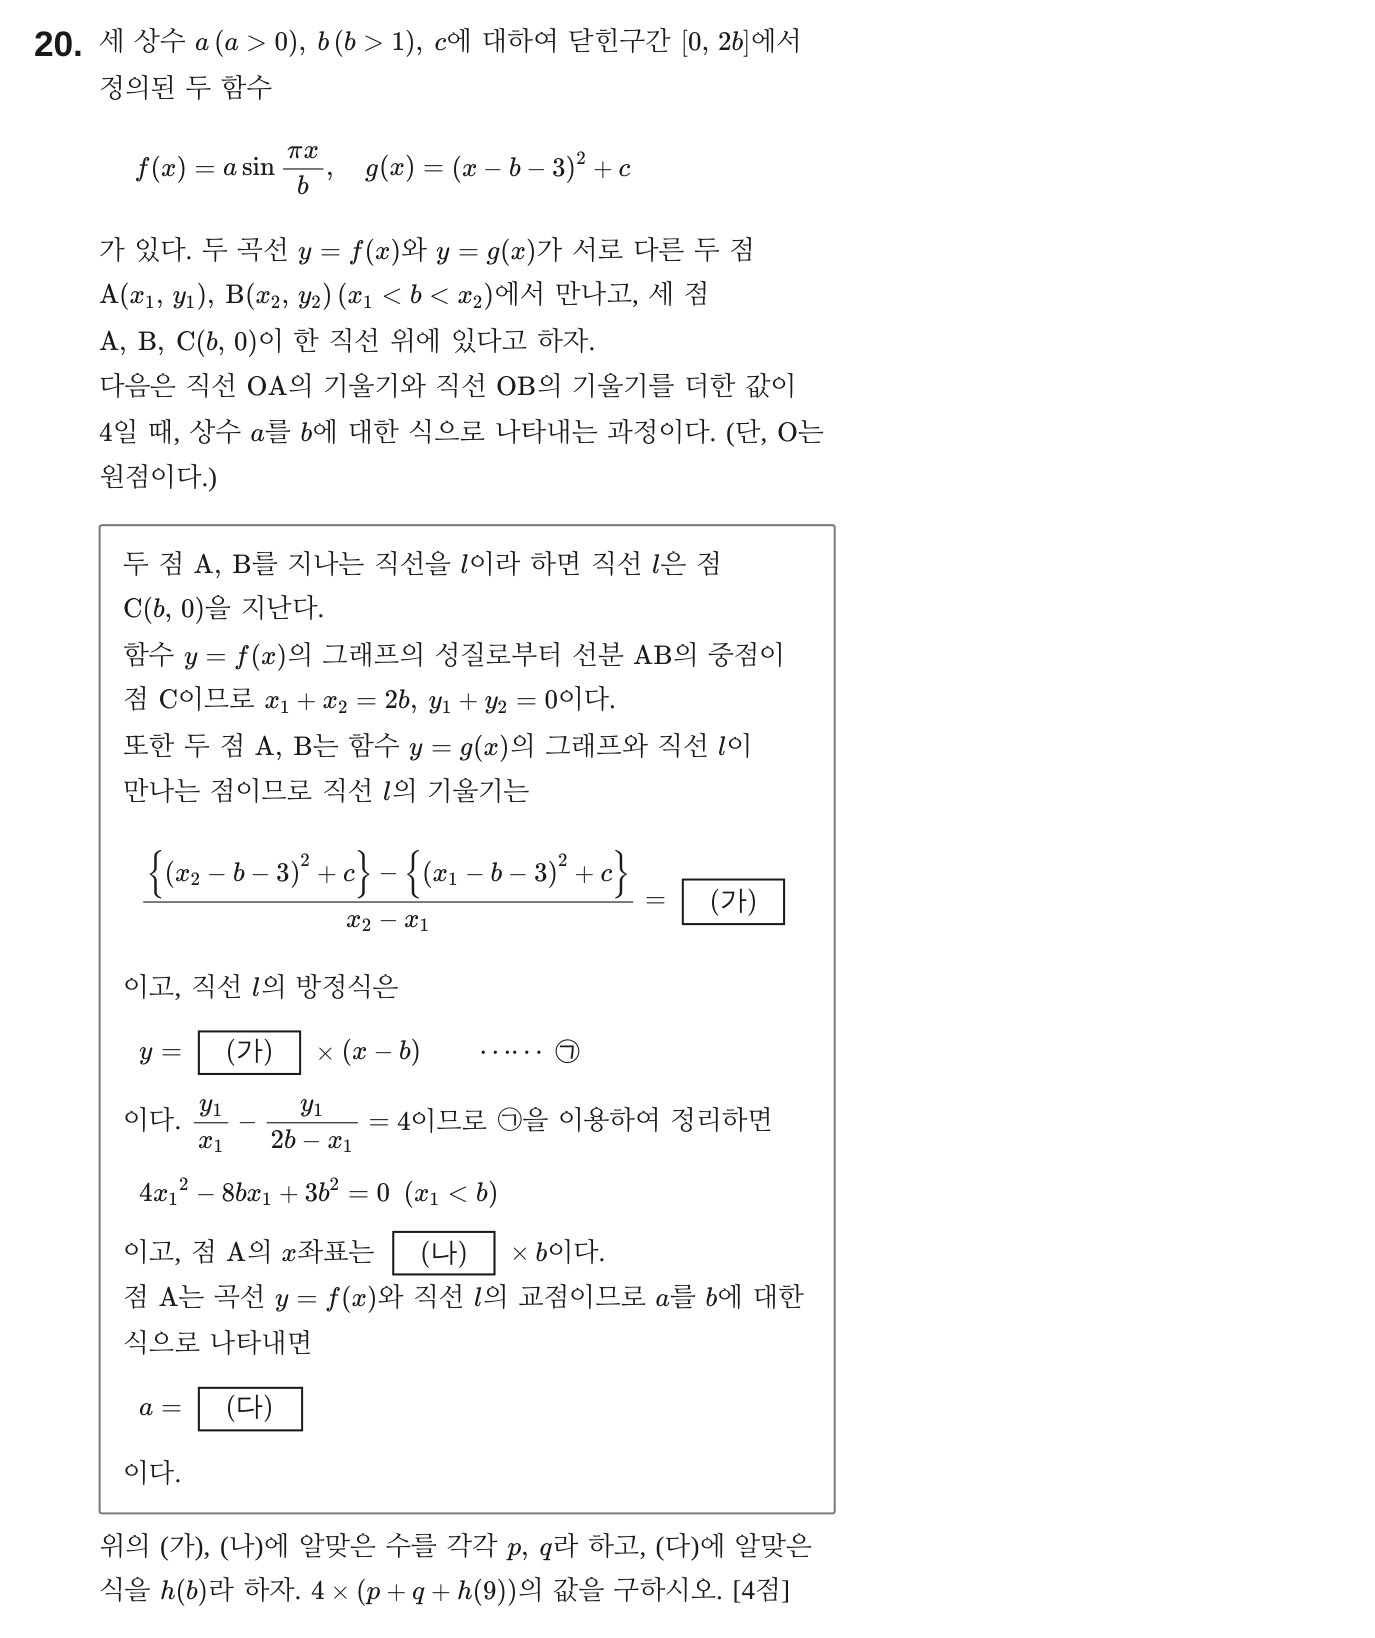 20. 세 상수 a (a > 0), b (b > 1), c에 대하여 닫힌구간 [0, 2b]에서
정의된 두 함수
f(x) = a sin πx/b, g(x) = (x − b − 3)² + c
가 있다. 두 곡선 y = f(x)와 y = g(x)가 서로 다른 두 점
A(x₁, y₁), B(x₂, y₂) (x₁ < b < x₂)에서 만나고, 세 점
A, B, C(b, 0)이 한 직선 위에 있다고 하자.
다음은 직선 OA의 기울기와 직선 OB의 기울기를 더한 값이
4일 때, 상수 a를 b에 대한 식으로 나타내는 과정이다. (단, O는
원점이다.)
두 점 A, B를 지나는 직선을 l이라 하면 직선 l은 점
C(b, 0)을 지난다.
함수 y = f(x)의 그래프의 성질로부터 선분 AB의 중점이
점 C이므로 x₁ + x₂ = 2b, y₁ + y₂ = 0이다.
또한 두 점 A, B는 함수 y = g(x)의 그래프와 직선 l이
만나는 점이므로 직선 l의 기울기는
{(x₂ − b − 3)² + c} − {(x₁ − b − 3)² + c} / x₂ − x₁ = (가)
이고, 직선 l의 방정식은
y = (가) × (x − b) ⋯⋯ ㉠
이다. y₁/x₁ − y₁/(2b − x₁) = 4이므로 ㉠을 이용하여 정리하면
4x₁² − 8bx₁ + 3b² = 0 (x₁ < b)
이고, 점 A의 x좌표는 (나) × b이다.
점 A는 곡선 y = f(x)와 직선 l의 교점이므로 a를 b에 대한
식으로 나타내면
a = (다)
이다.
위의 (가), (나)에 알맞은 수를 각각 p, q라 하고, (다)에 알맞은
식을 h(b)라 하자. 4 × (p + q + h(9))의 값을 구하시오. [4점]